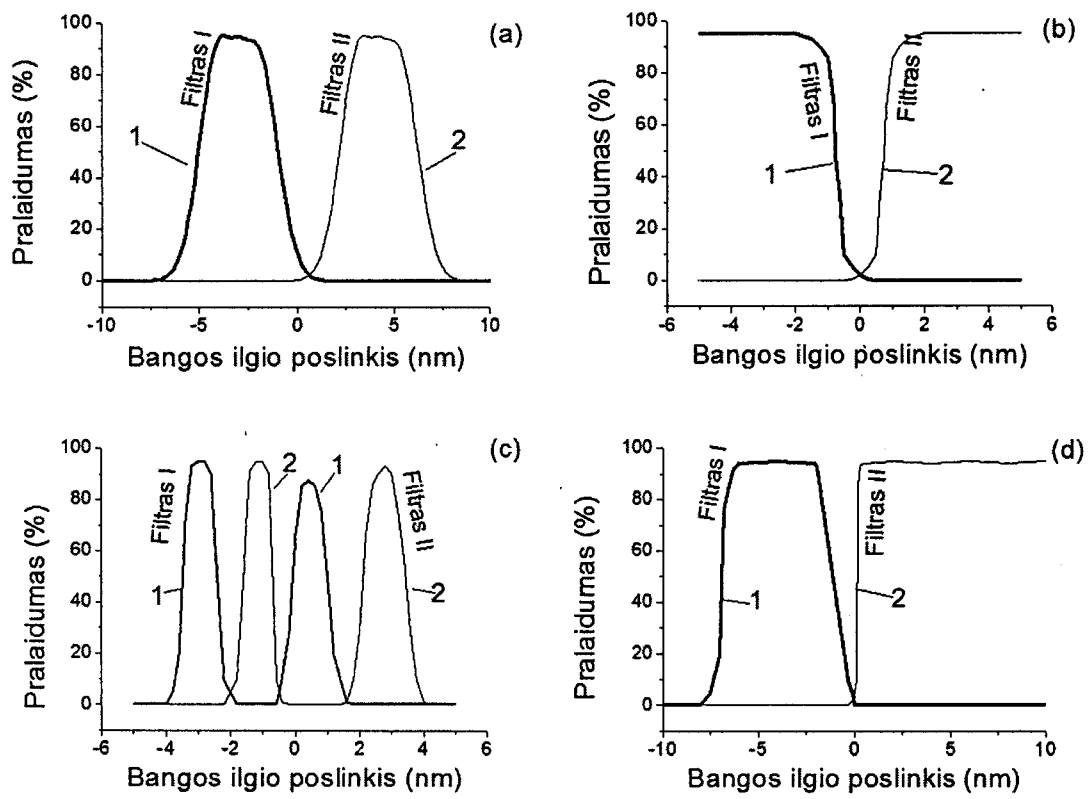 (a)
100
80
60
40
20
0
Pralaidumas (%)
Filtras I
Filtras II
1
2
-10
-5
0
5
10
Bangos ilgio poslinkis (nm)
(b)
100
80
60
40
20
0
Pralaidumas (%)
Filtras I
Filtras II
1
2
-6
-4
-2
0
2
4
6
Bangos ilgio poslinkis (nm)
(c)
100
80
60
40
20
0
Pralaidumas (%)
Filtras I
2
1
Filtras II
1
2
-6
-4
-2
0
2
4
6
Bangos ilgio poslinkis (nm)
(d)
100
80
60
40
20
0
Pralaidumas (%)
Filtras I
Filtras II
1
2
-10
-5
0
5
10
Bangos ilgio poslinkis (nm)